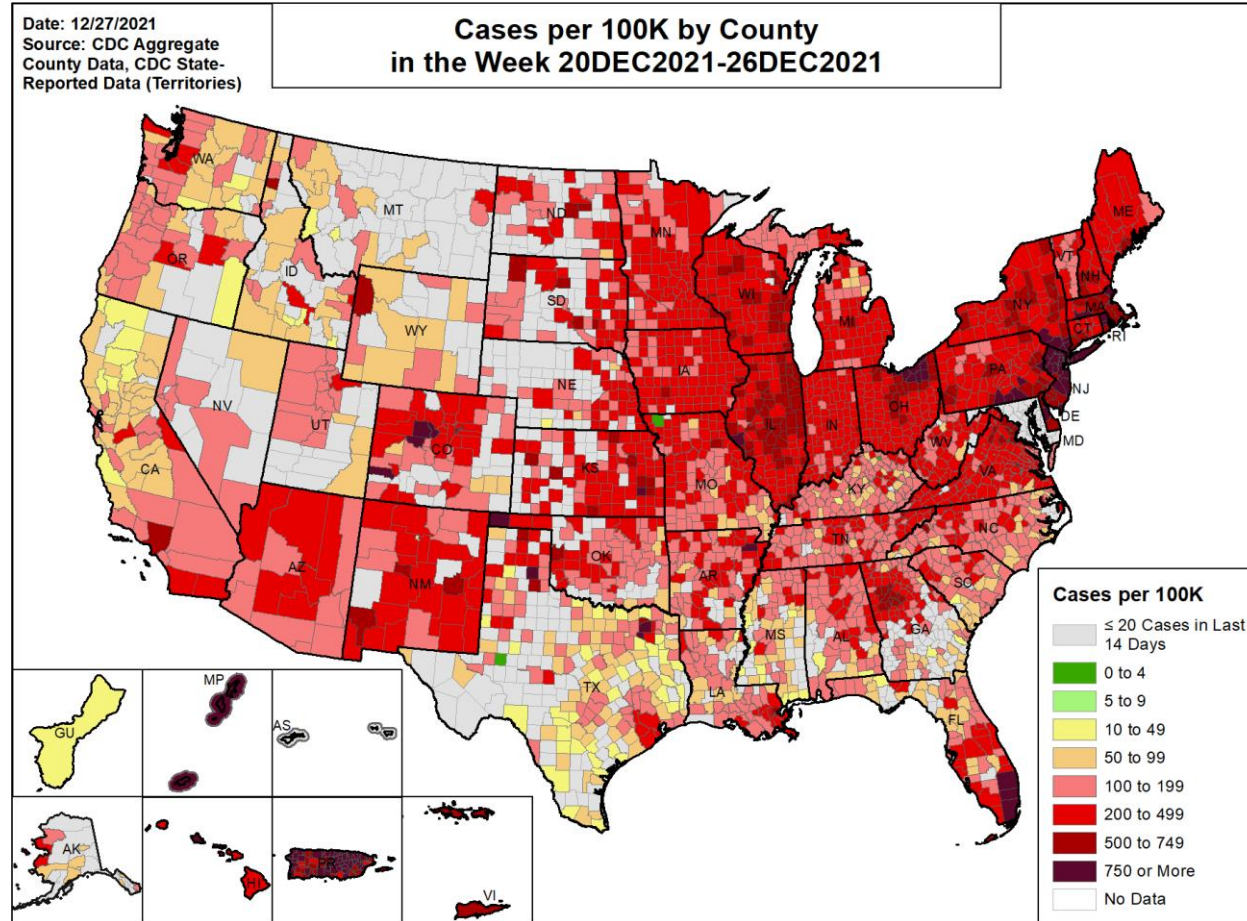 Date: 12/27/2021
Source: CDC Aggregate
County Data, CDC State-
Reported Data (Territories)
Cases per 100K by County
in the Week 20DEC2021-26DEC2021
WA
MT
ND
MN
ME
OR
ID
SD
WI
MI
VT
NH
NY
MA
CT
RI
WY
IA
PA
NJ
NE
NV
UT
CO
IL
IN
OH
DE
MD
WV
VA
CA
KS
MO
KY
NC
TN
AZ
NM
OK
AR
SC
MS
AL
GA
TX
LA
FL
GU
MP
AS
AK
HI
PR
VI
Cases per 100K
≤ 20 Cases in Last
14 Days
0 to 4
5 to 9
10 to 49
50 to 99
100 to 199
200 to 499
500 to 749
750 or More
No Data